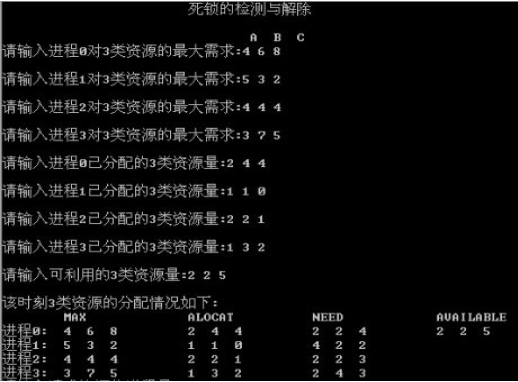 死锁的检测与解除
A B C
请输入进程0对3类资源的最大需求:4 6 8
请输入进程1对3类资源的最大需求:5 3 2
请输入进程2对3类资源的最大需求:4 4 4
请输入进程3对3类资源的最大需求:3 7 5
请输入进程0已分配的3类资源量:2 4 4
请输入进程1已分配的3类资源量:1 1 0
请输入进程2已分配的3类资源量:2 2 1
请输入进程3已分配的3类资源量:1 3 2
请输入可利用的3类资源量:2 2 5
该时刻3类资源的分配情况如下:
MAX ALOCAT NEED AVAILABLE
进程0: 4 6 8 2 4 4 2 2 4 2 2 5
进程1: 5 3 2 1 1 0 4 2 2
进程2: 4 4 4 2 2 1 2 2 3
进程3: 3 7 5 1 3 2 2 4 3